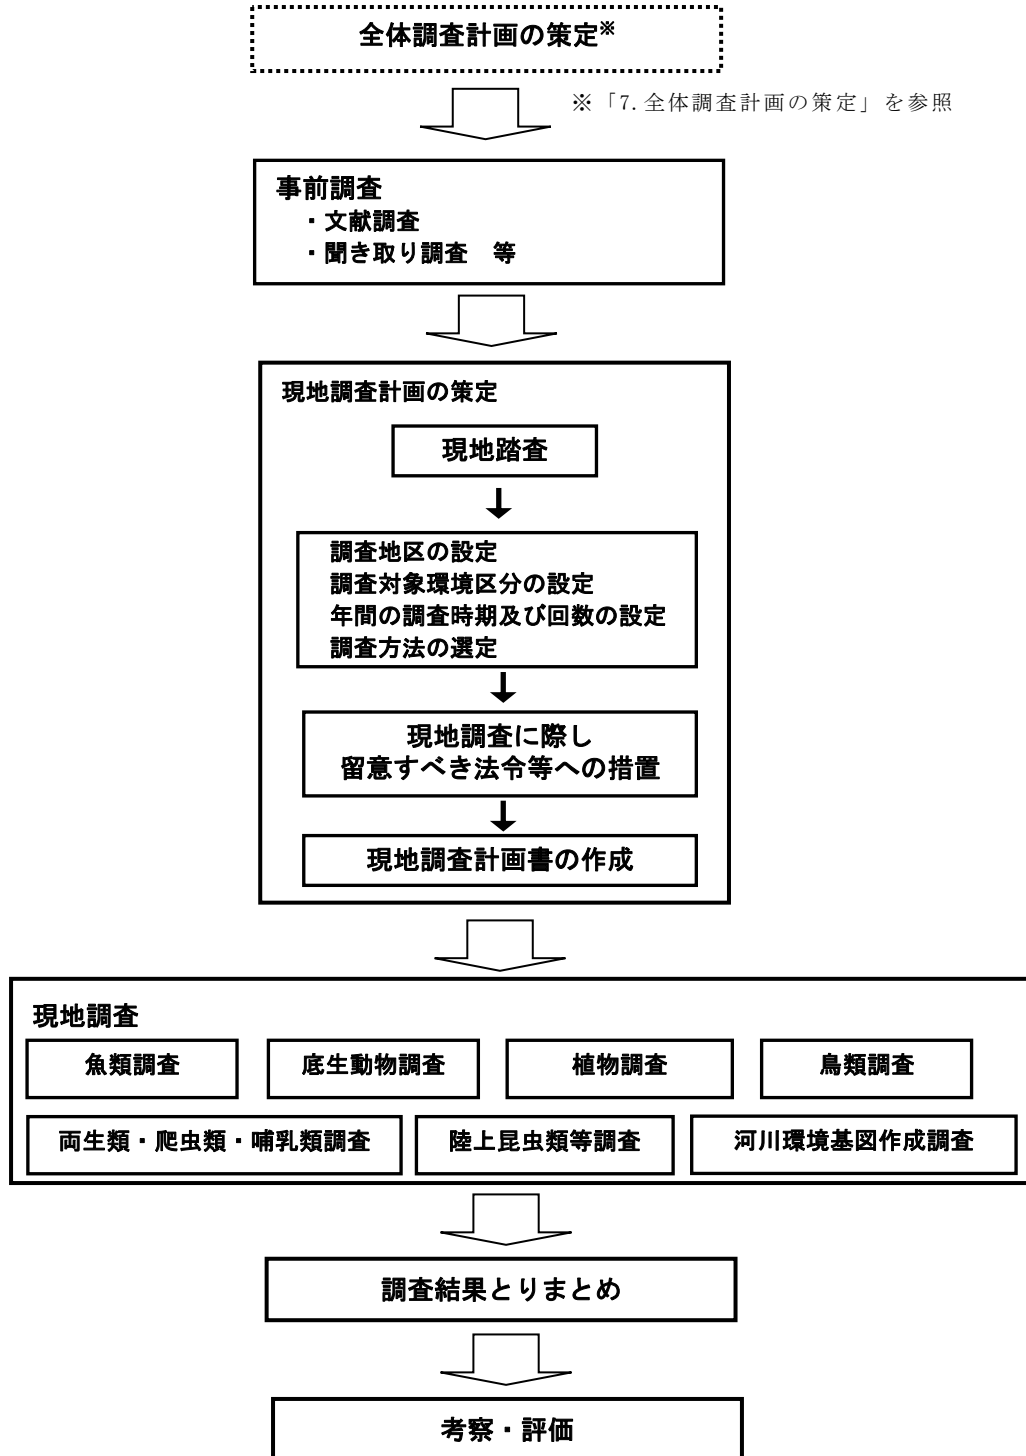 全体調査計画の策定※
※「7.全体調査計画の策定」を参照
事前調査
・文献調査
・聞き取り調査　等
現地調査計画の策定
現地踏査
調査地区の設定
調査対象環境区分の設定
年間の調査時期及び回数の設定
調査方法の選定
現地調査に際し
留意すべき法令等への措置
現地調査計画書の作成
現地調査
魚類調査
底生動物調査
植物調査
鳥類調査
両生類・爬虫類・哺乳類調査
陸上昆虫類等調査
河川環境基図作成調査
調査結果とりまとめ
考察・評価